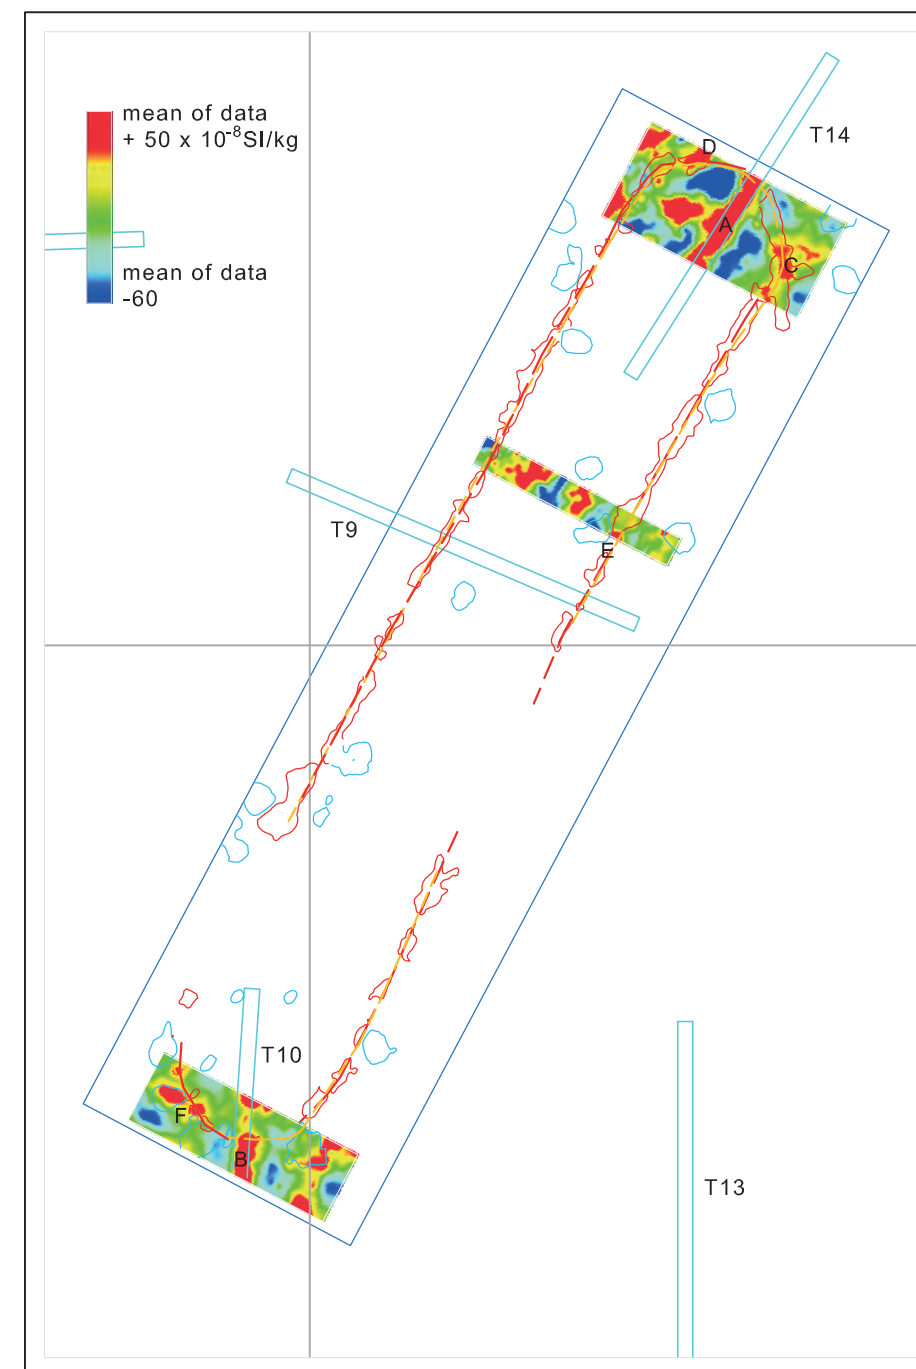 mean of data
+ 50 x 10-8SI/kg
mean of data
-60
D
T14
A
C
T9
E
T10
F
B
T13